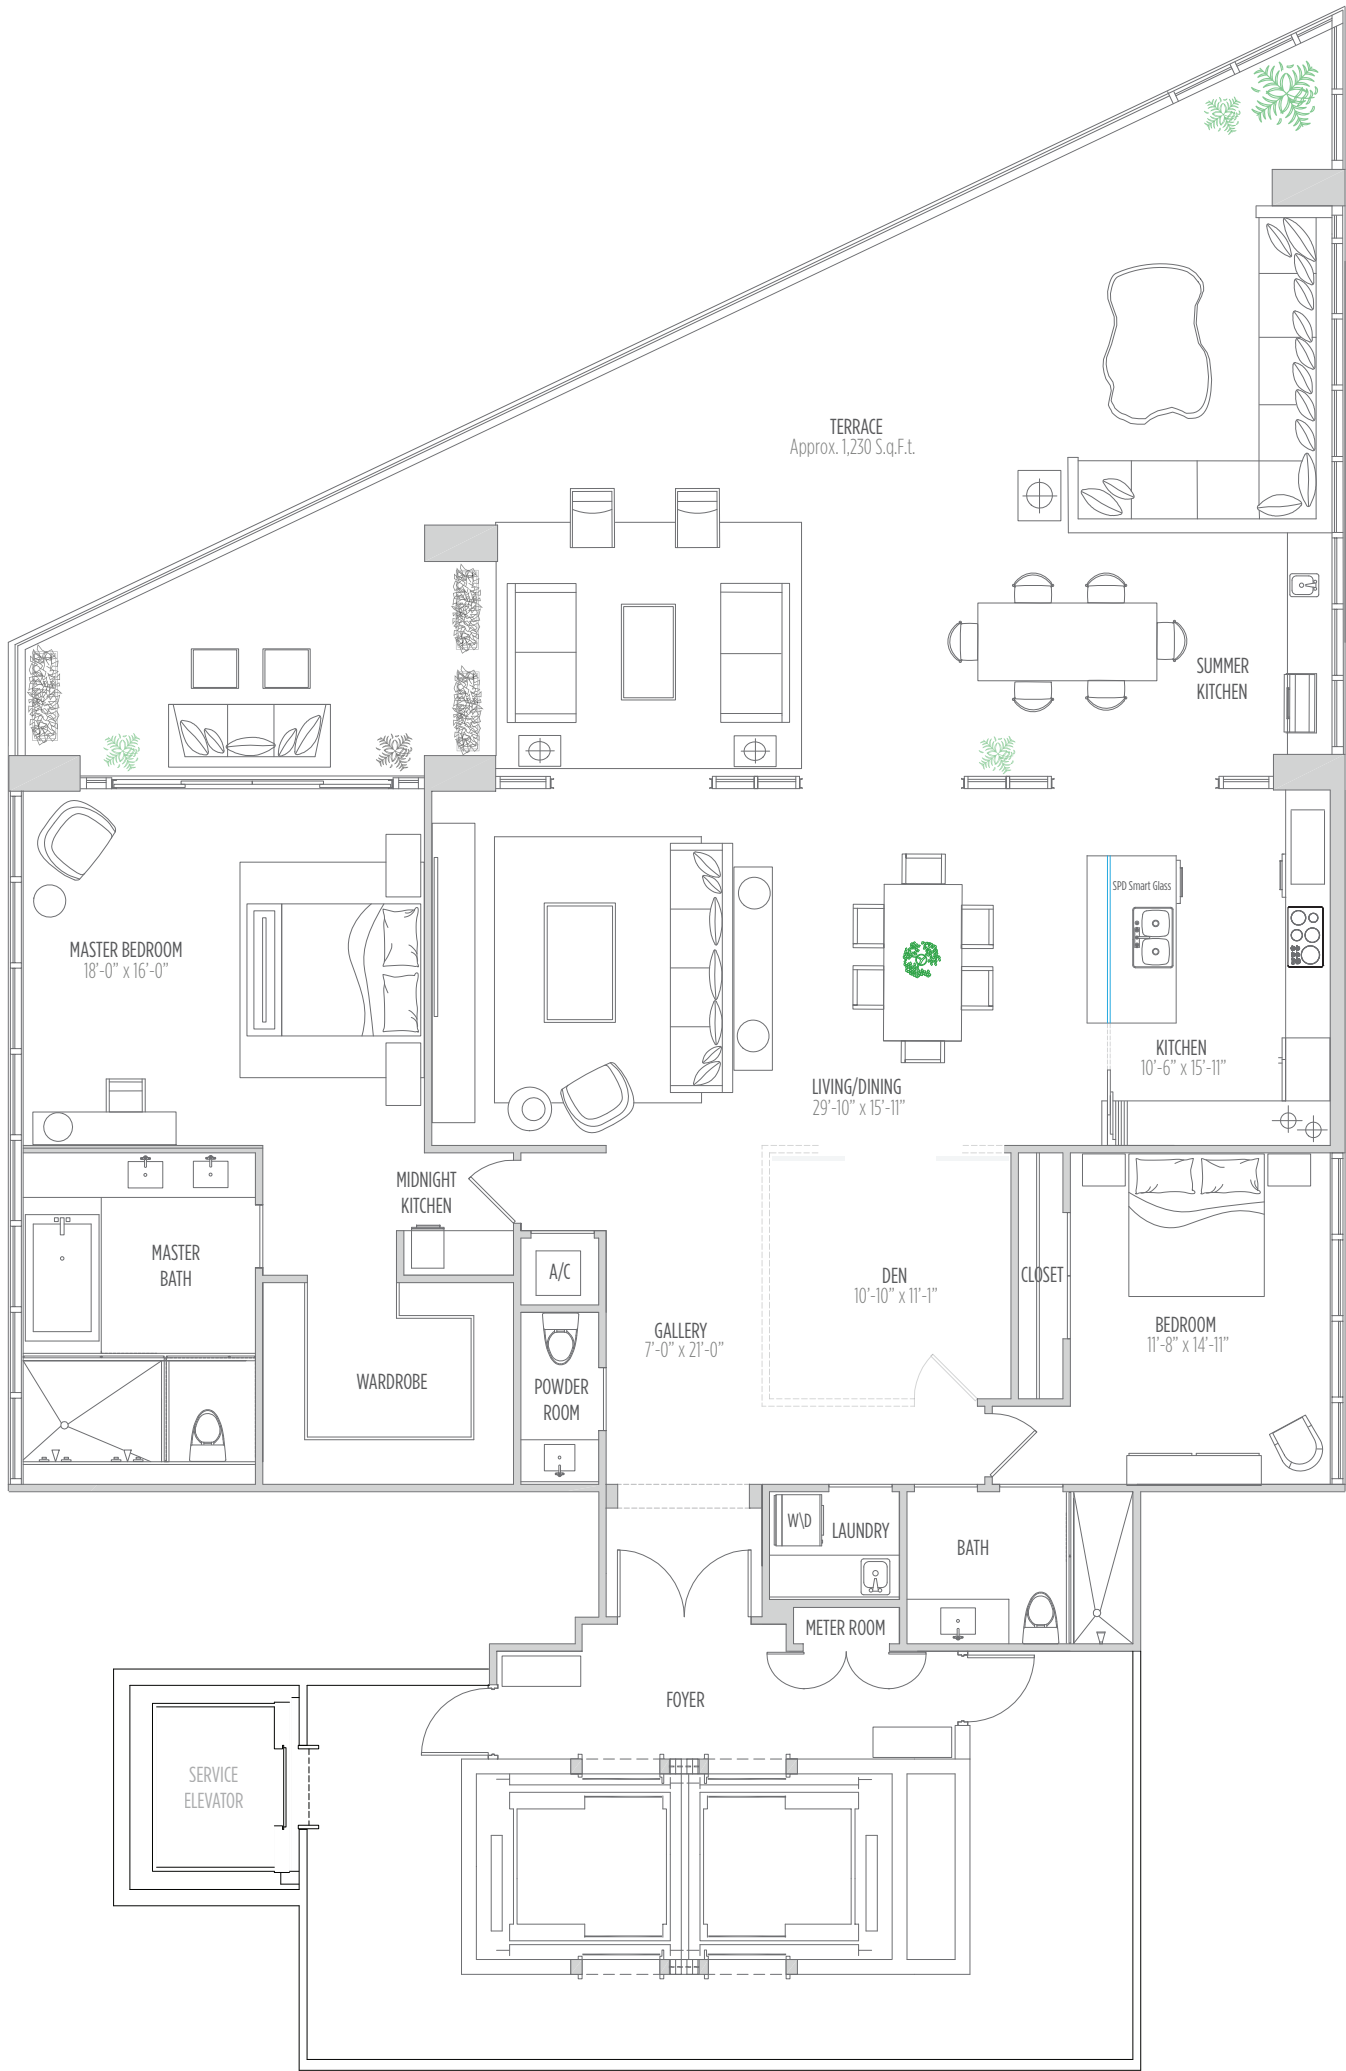 TERRACE
Approx. 1,230 S.q.F.t.
SUMMER
KITCHEN
SPD Smart Glass
MASTER BEDROOM
18'-0" x 16'-0"
KITCHEN
10'-6" x 15'-11"
LIVING/DINING
29'-10" x 15'-11"
MIDNIGHT
KITCHEN
MASTER
BATH
A/C
DEN
10'-10" x 11'-1"
CLOSET
GALLERY
7'-0" x 21'-0"
BEDROOM
11'-8" x 14'-11"
WARDROBE
POWDER
ROOM
W\D
LAUNDRY
BATH
METER ROOM
FOYER
SERVICE
ELEVATOR